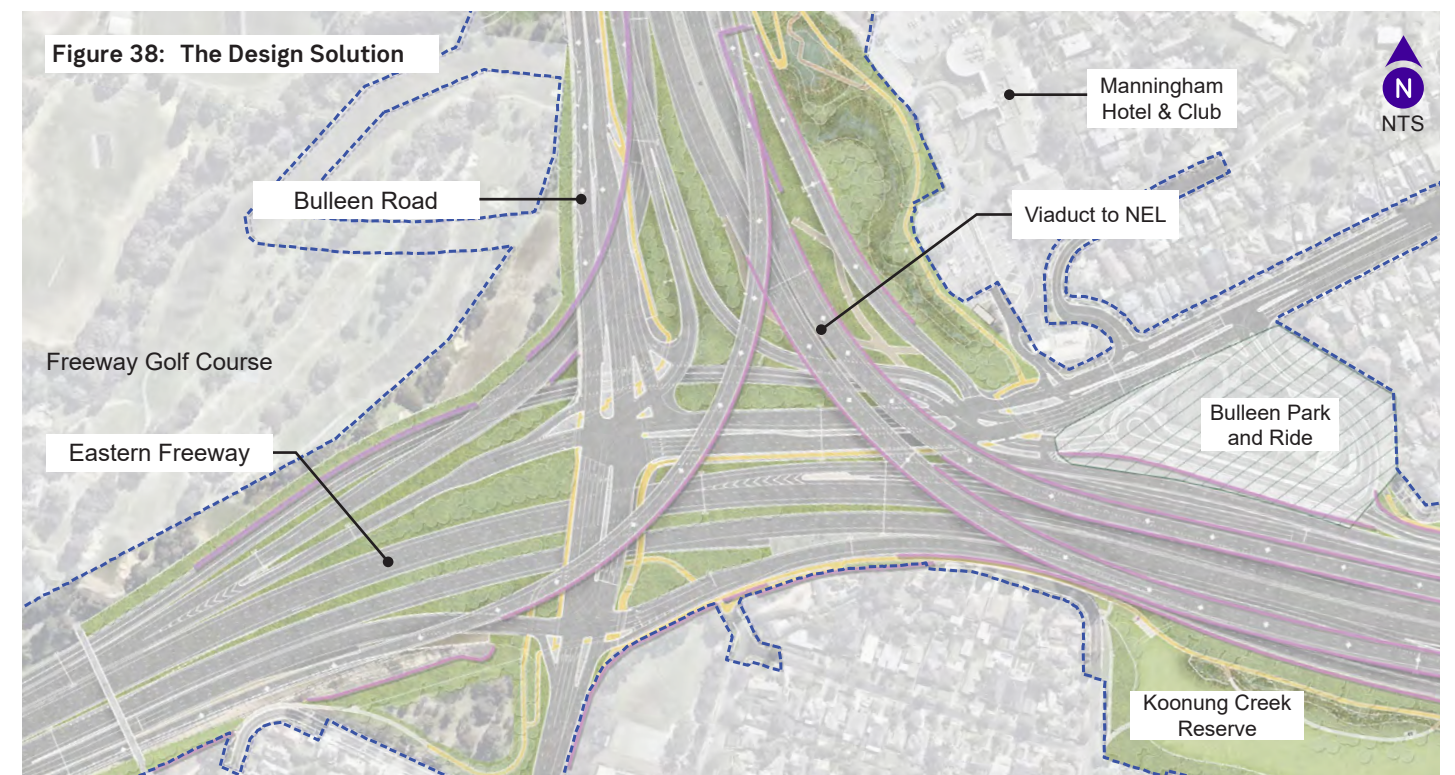 Figure 38: The Design Solution
Manningham
Hotel & Club
N
NTS
Bulleen Road
Viaduct to NEL
Freeway Golf Course
Bulleen Park
and Ride
Eastern Freeway
Koonung Creek
Reserve